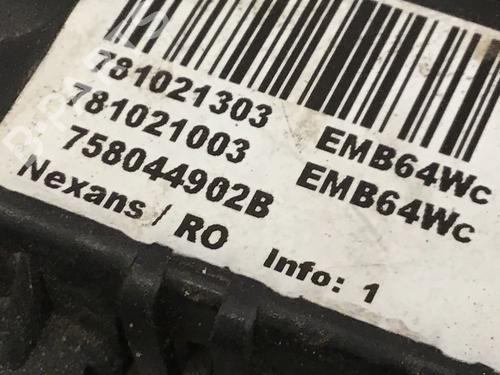 781021303 EMB64Wc
781021003 EMB64Wc
758044902B
Nexans / RO Info: 1